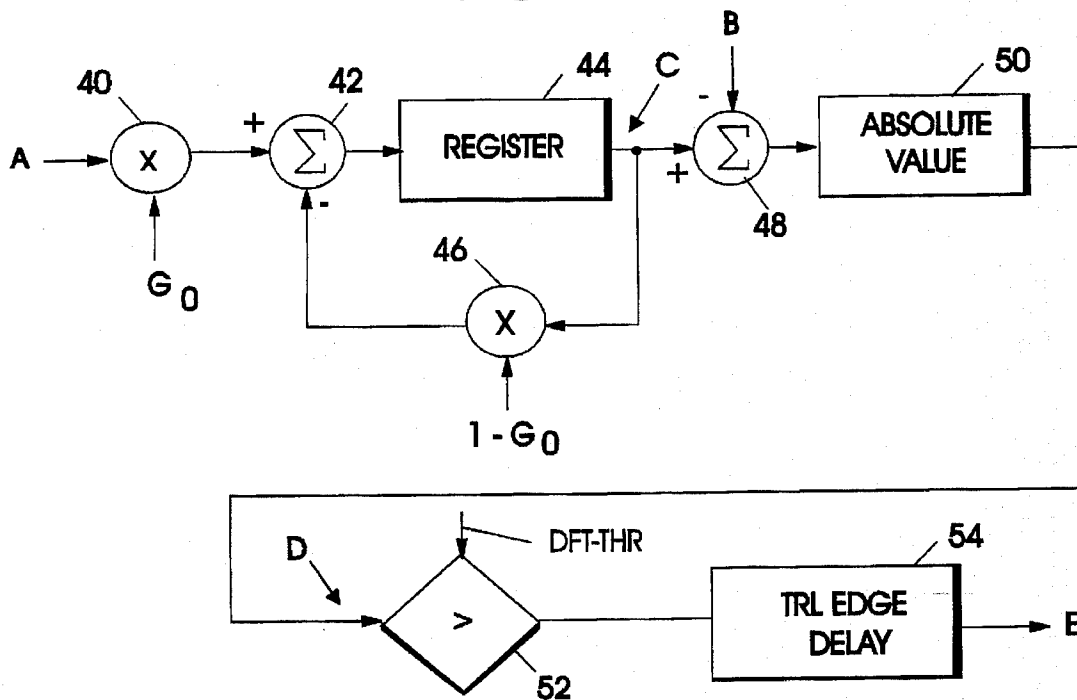 B
40
42
44
C
50
-
A
X
+
Σ
REGISTER
+
Σ
ABSOLUTE
VALUE
-
48
G0
46
X
1 - G0
DFT-THR
54
D
>
TRL EDGE
DELAY
52